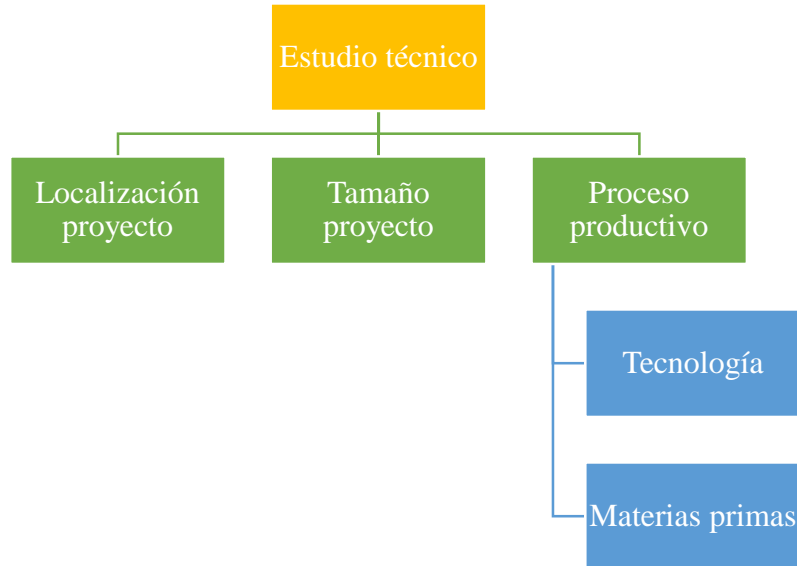 Estudio técnico
Localización
proyecto
Tamaño
proyecto
Proceso
productivo
Tecnología
Materias primas